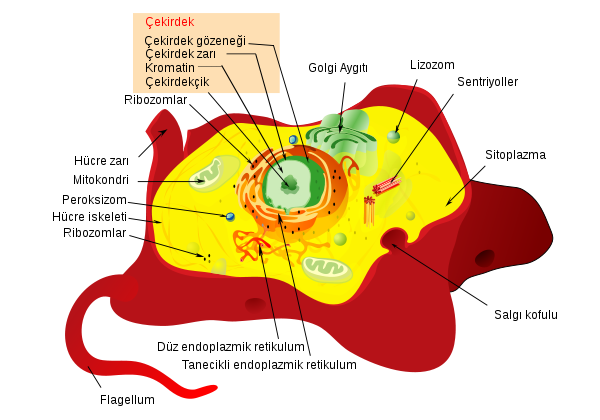 Çekirdek
Çekirdek gözeneği
Çekirdek zarı
Kromatin
Çekirdekçik
Ribozomlar
Golgi Aygıtı
Lizozom
Sentriyoller
Hücre zarı
Sitoplazma
Mitokondri
Peroksizom
Hücre iskeleti
Ribozomlar
Salgı kofulu
Düz endoplazmik retikulum
Tanecikli endoplazmik retikulum
Flagellum